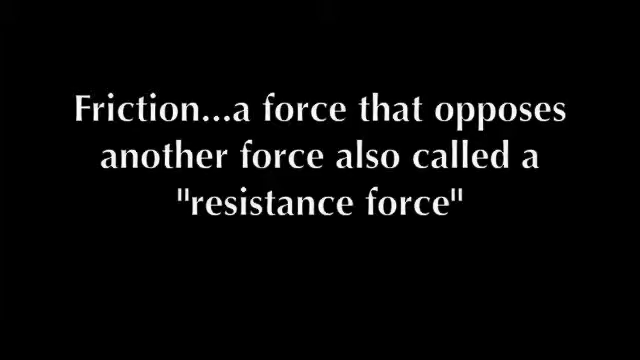 Friction...a force that opposes
another force also called a
"resistance force"